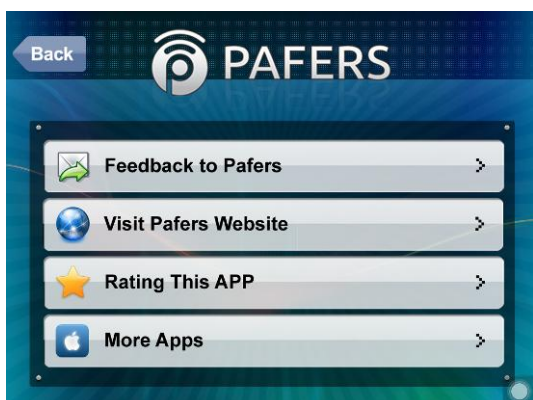 Back
PAFERS
Feedback to Pafers
Visit Pafers Website
Rating This APP
More Apps